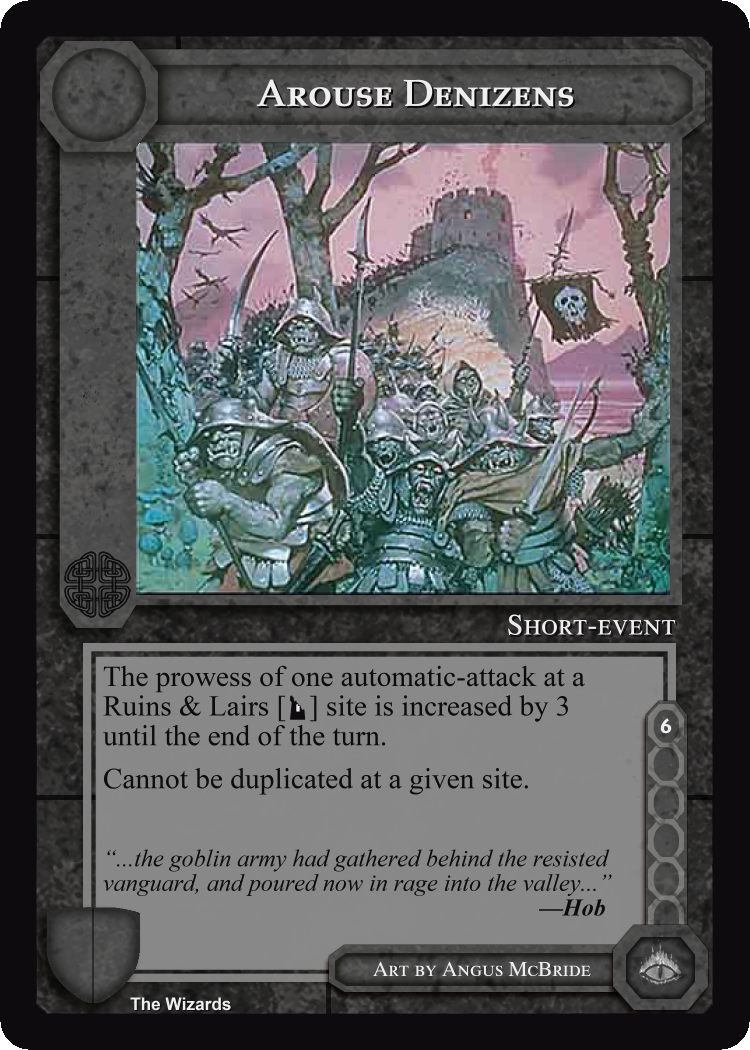 Arouse Denizens
Short-event
The prowess of one automatic-attack at a
Ruins & Lairs [ ] site is increased by 3
until the end of the turn.
Cannot be duplicated at a given site.
6
“...the goblin army had gathered behind the resisted
vanguard, and poured now in rage into the valley...”
—Hob
Art by Angus McBride
The Wizards